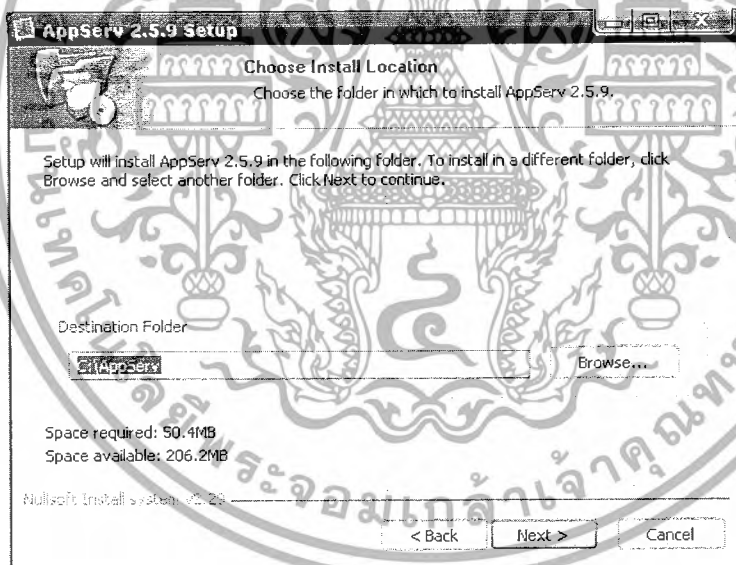 AppServ 2.5.9 Setup
Choose Install Location
Choose the folder in which to install AppServ 2.5.9.
Setup will install AppServ 2.5.9 in the following folder. To install in a different folder, click
Browse and select another folder. Click Next to continue.
Destination Folder
C:\AppServ
Browse...
Space required: 50.4MB
Space available: 206.2MB
Nullsoft Install system v2.29
< Back
Next >
Cancel